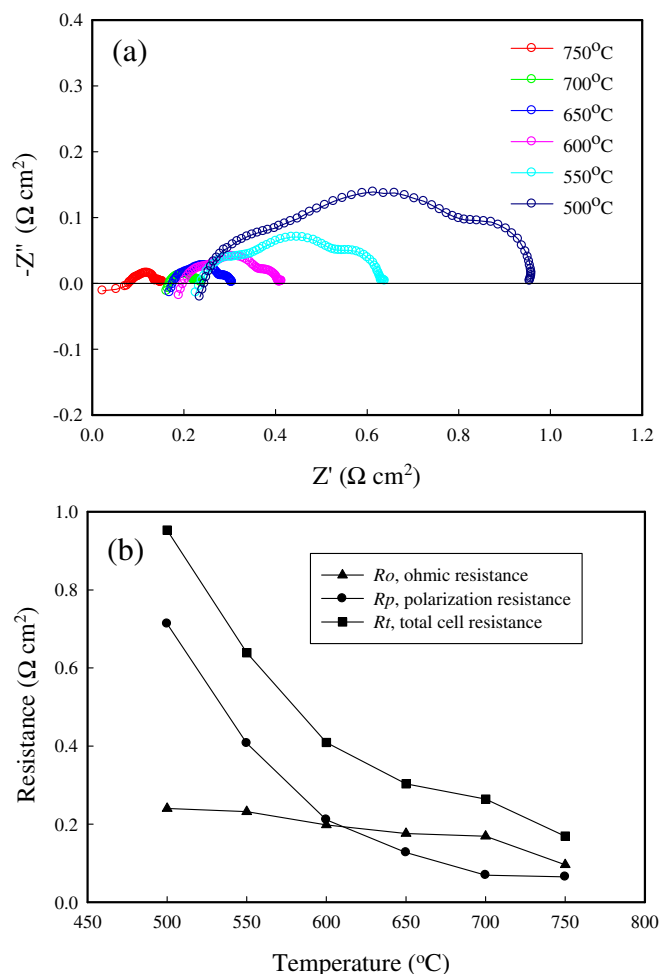 (a)
750°C
700°C
650°C
600°C
550°C
500°C
0.4
0.3
0.2
0.1
0.0
-0.1
-0.2
-Z" (Ω cm²)
0.0 0.2 0.4 0.6 0.8 1.0 1.2
Z' (Ω cm²)
(b)
Ro, ohmic resistance
Rp, polarization resistance
Rt, total cell resistance
1.0
0.8
0.6
0.4
0.2
0.0
Resistance (Ω cm²)
450 500 550 600 650 700 750 800
Temperature (°C)